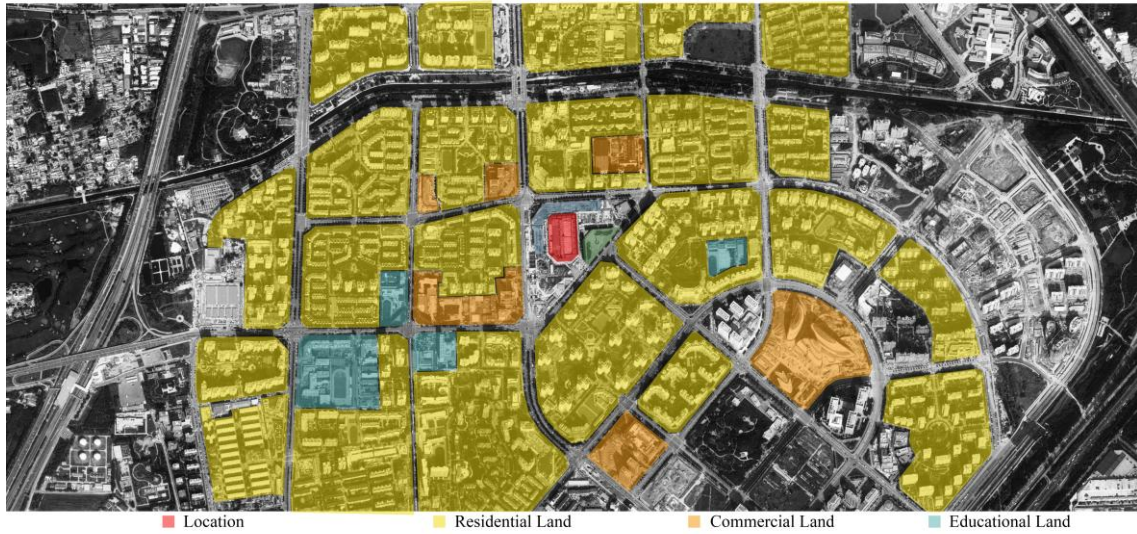 Location
Residential Land
Commercial Land
Educational Land